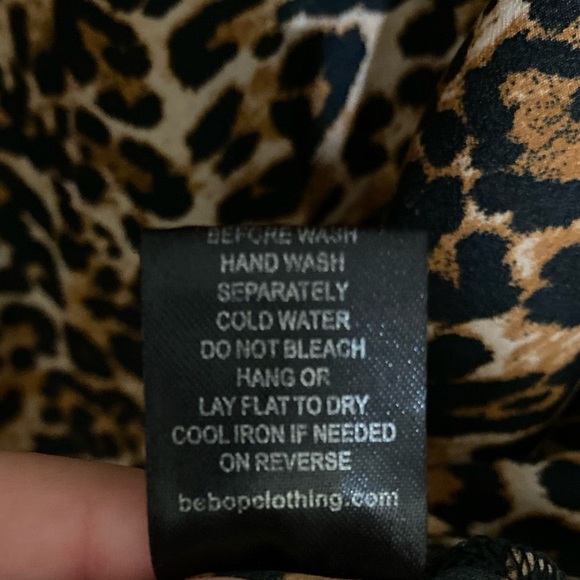 BEFORE WASH
HAND WASH
SEPARATELY
COLD WATER
DO NOT BLEACH
HANG OR
LAY FLAT TO DRY
COOL IRON IF NEEDED
ON REVERSE
bebopclothing.com